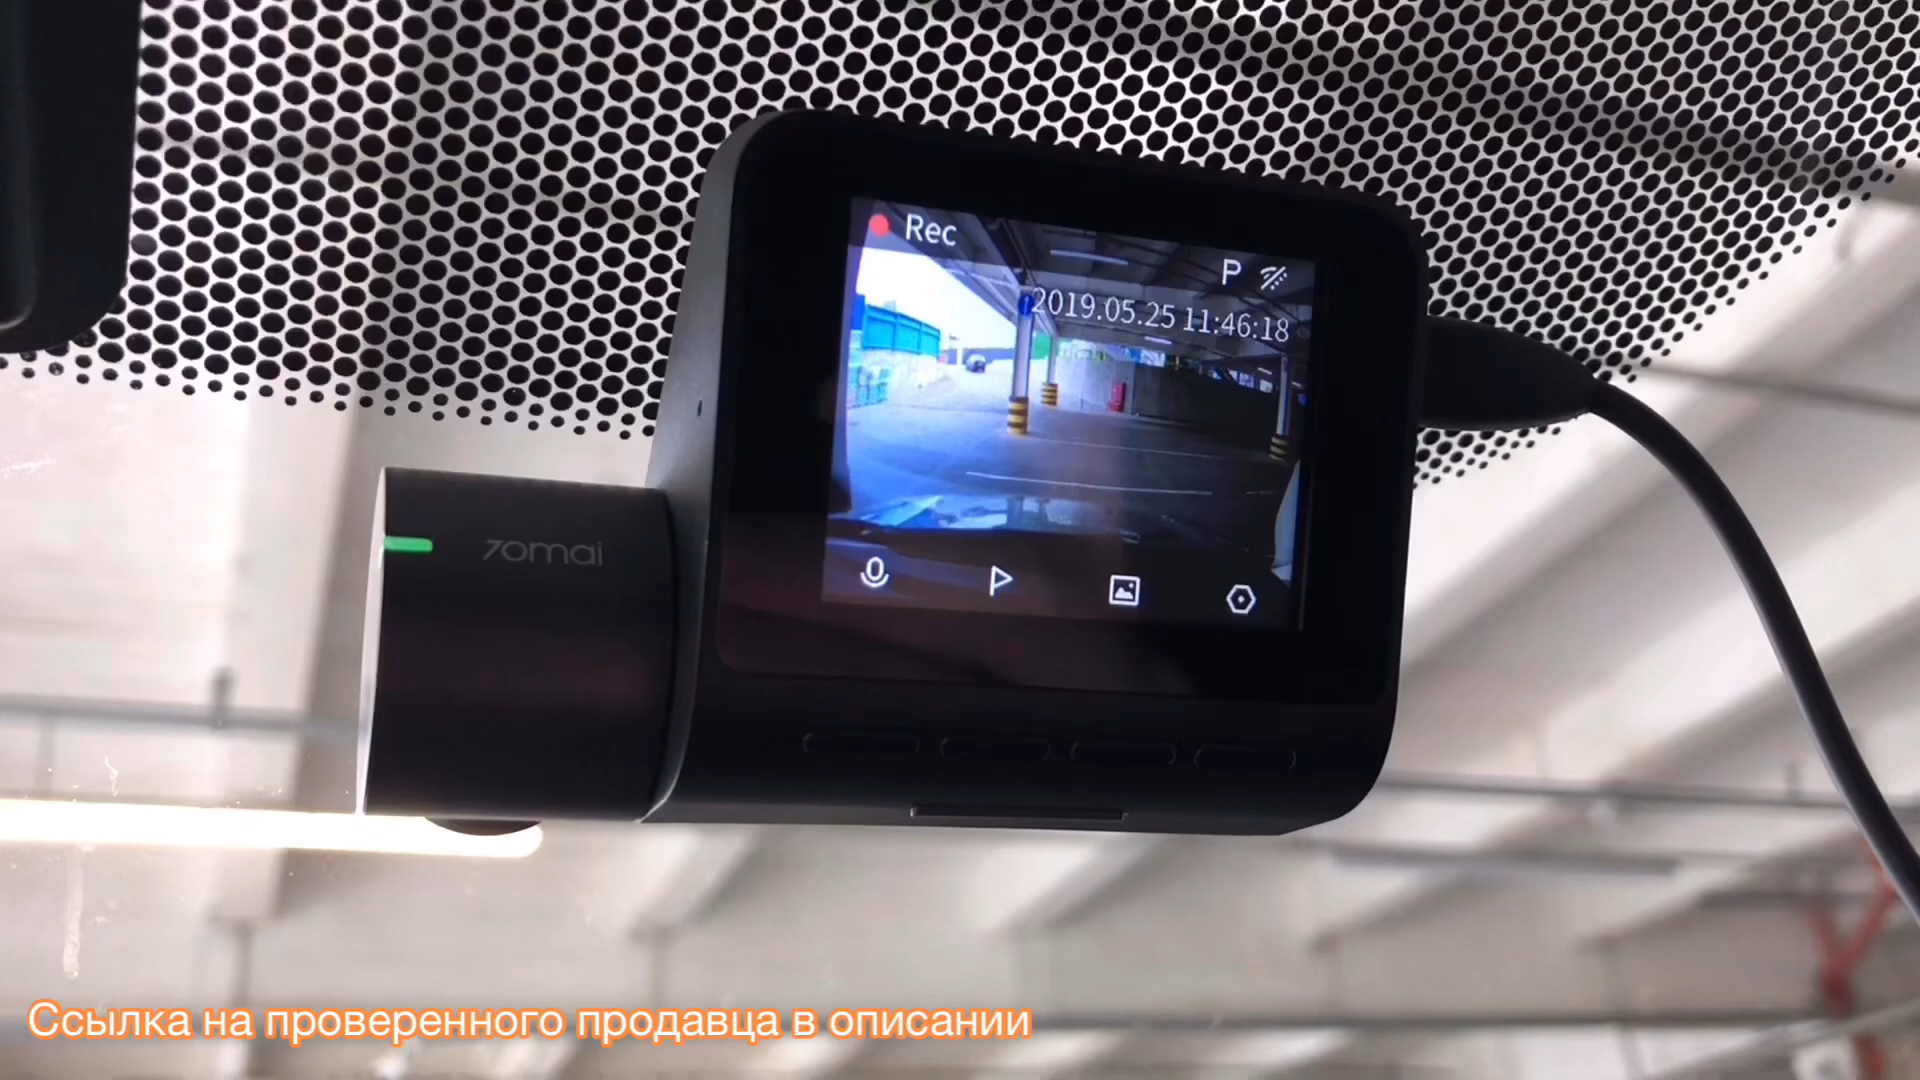 Rec
P
2019.05.25 11:46:18
70mai
Ссылка на проверенного продавца в описании